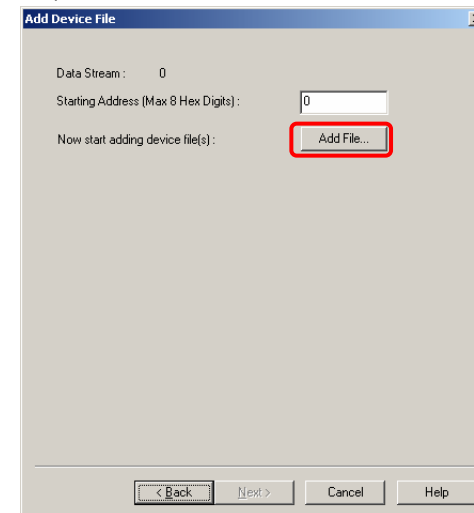 Add Device File
Data Stream : 0
Starting Address (Max 8 Hex Digits) : 0
Now start adding device file(s) : Add File...
< Back Next > Cancel Help